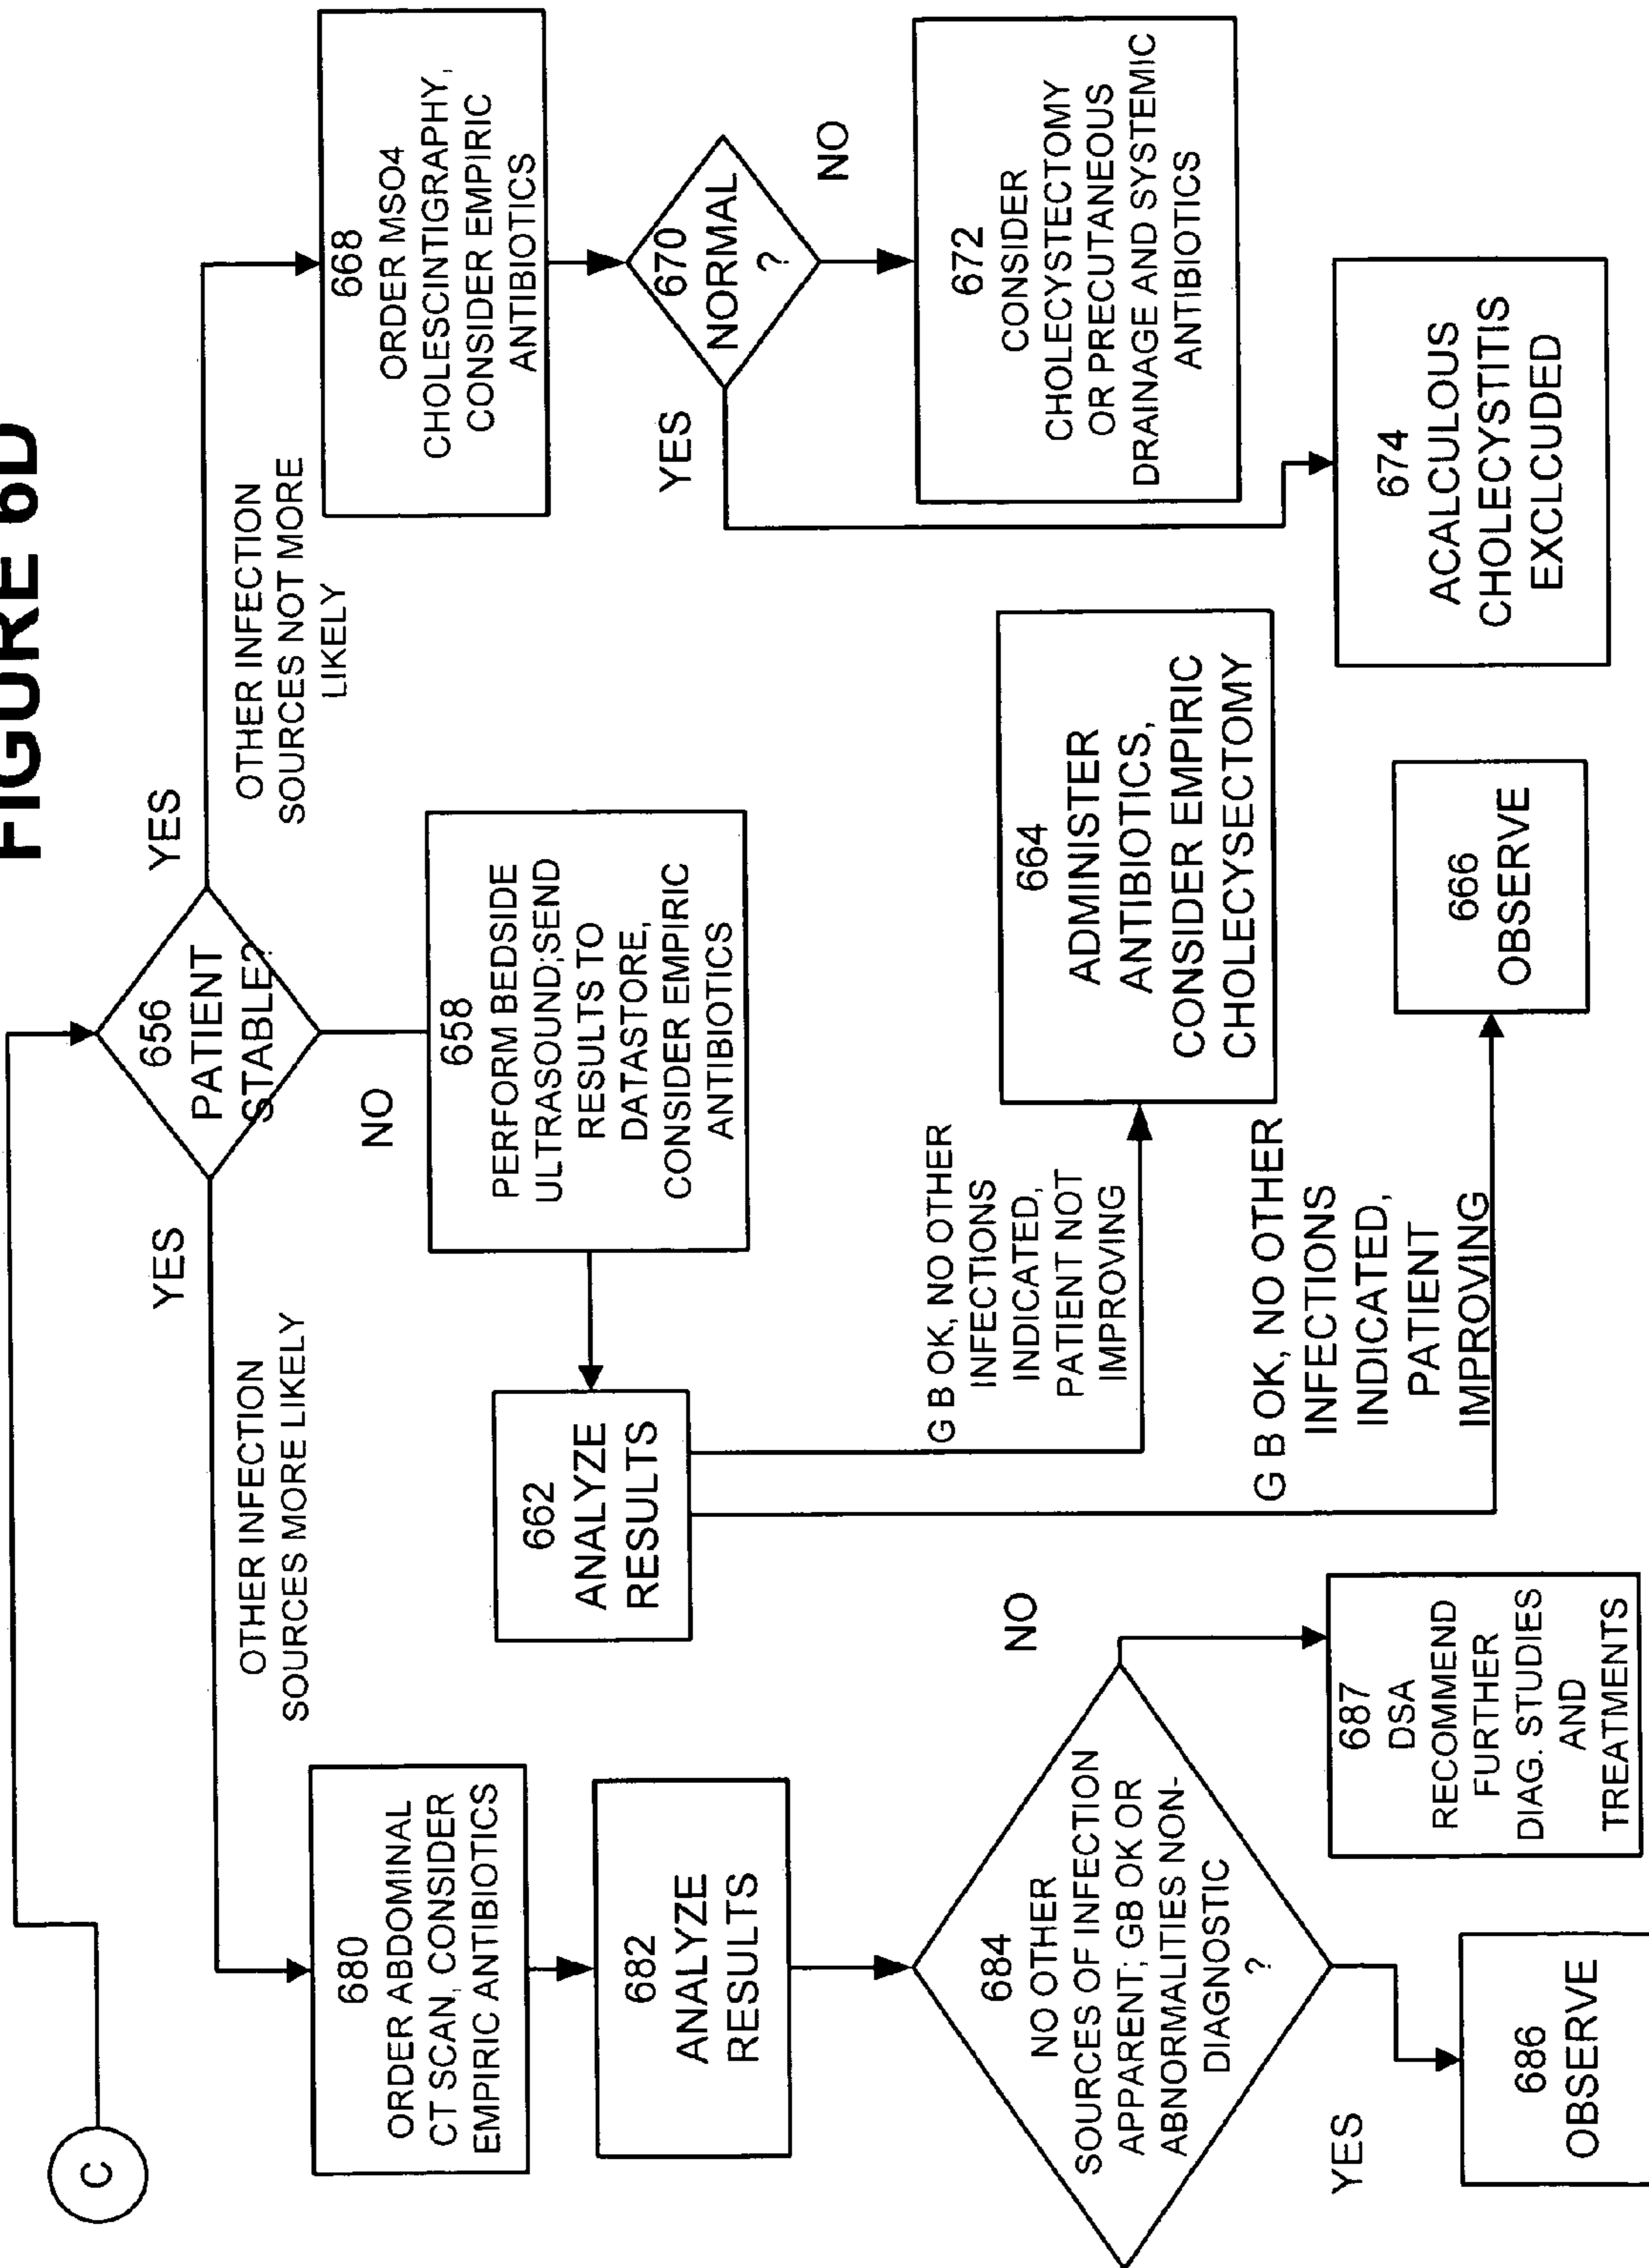 FIGURE 6D
C
656
PATIENT
STABLE?
YES
YES
NO
OTHER INFECTION
SOURCES MORE LIKELY
OTHER INFECTION
SOURCES NOT MORE
LIKELY
680
ORDER ABDOMINAL
CT SCAN, CONSIDER
EMPIRIC ANTIBIOTICS
682
ANALYZE
RESULTS
684
NO OTHER
SOURCES OF INFECTION
APPARENT; GB OK OR
ABNORMALITIES NON-
DIAGNOSTIC
?
YES
NO
686
OBSERVE
687
DSA
RECOMMEND
FURTHER
DIAG. STUDIES
AND
TREATMENTS
658
PERFORM BEDSIDE
ULTRASOUND;SEND
RESULTS TO
DATASTORE,
CONSIDER EMPIRIC
ANTIBIOTICS
662
ANALYZE
RESULTS
G B OK, NO OTHER
INFECTIONS
INDICATED,
PATIENT NOT
IMPROVING
G B OK, NO OTHER
INFECTIONS
INDICATED,
PATIENT
IMPROVING
664
ADMINISTER
ANTIBIOTICS,
CONSIDER EMPIRIC
CHOLECYSECTOMY
666
OBSERVE
668
ORDER MSO4
CHOLESCINTIGRAPHY,
CONSIDER EMPIRIC
ANTIBIOTICS
670
NORMAL
?
YES
NO
672
CONSIDER
CHOLECYSTECTOMY
OR PRECUTANEOUS
DRAINAGE AND SYSTEMIC
ANTIBIOTICS
674
ACALCULOUS
CHOLECYSTITIS
EXCLCUDED